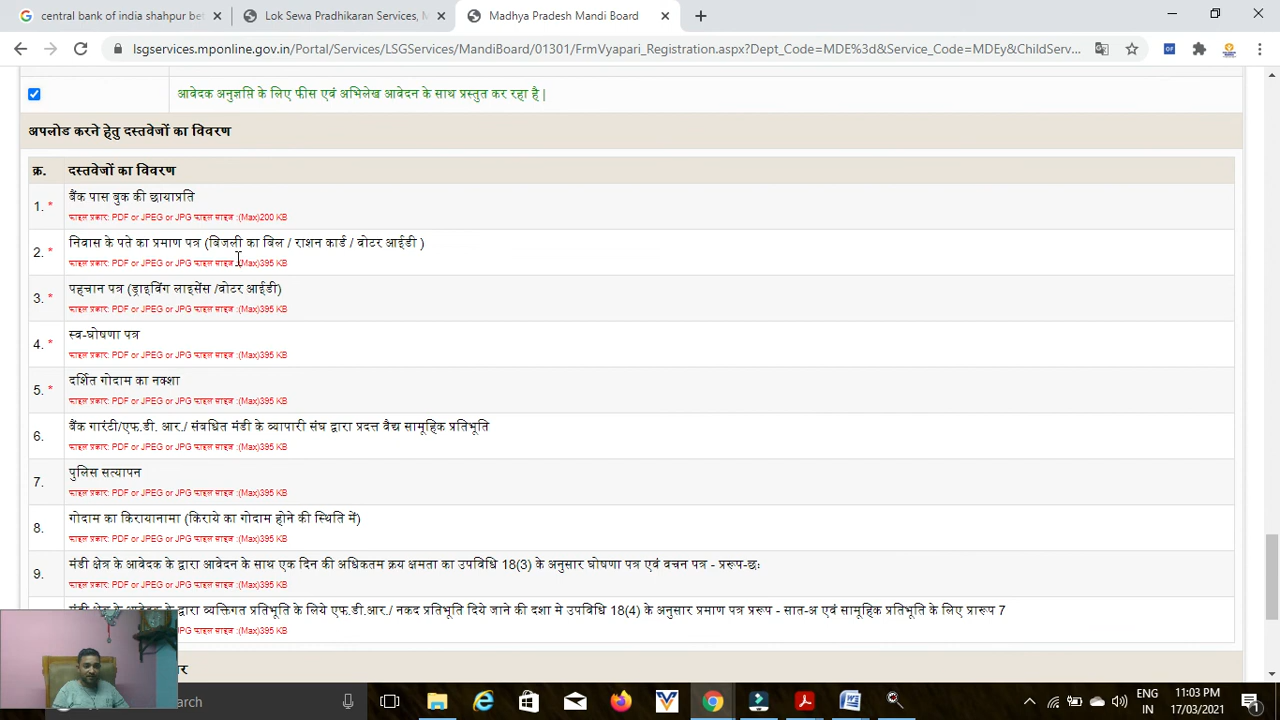 central bank of india shahpur bet
Lok Sewa Pradhikaran Services, M
Madhya Pradesh Mandi Board
lsgservices.mponline.gov.in/Portal/Services/LSGServices/MandiBoard/01301/FrmVyapari_Registration.aspx?Dept_Code=MDE%3d&Service_Code=MDEy&ChildServ...
आवेदक अनुज्ञप्ति के लिए फीस एवं अभिलेख आवेदन के साथ प्रस्तुत कर रहा है |
अपलोड करने हेतु दस्तवेजों का विवरण
क्र. दस्तवेजों का विवरण
1. * बैंक पास बुक की छायाप्रति
फाइल प्रकार: PDF or JPEG or JPG फाइल साइज :(Max)200 KB
2. * निवास के पते का प्रमाण पत्र (बिजली का बिल / राशन कार्ड / वोटर आईडी )
फाइल प्रकार: PDF or JPEG or JPG फाइल साइज :(Max)395 KB
3. * पहचान पत्र (ड्राइविंग लाइसेंस /वोटर आईडी)
फाइल प्रकार: PDF or JPEG or JPG फाइल साइज :(Max)395 KB
4. * स्व-घोषणा पत्र
फाइल प्रकार: PDF or JPEG or JPG फाइल साइज :(Max)395 KB
5. * दर्शित गोदाम का नक्शा
फाइल प्रकार: PDF or JPEG or JPG फाइल साइज :(Max)395 KB
6. बैंक गारंटी/एफ.डी. आर./ संबधित मंडी के व्यापारी संघ द्वारा प्रदत्त वैद्य सामूहिक प्रतिभूति
फाइल प्रकार: PDF or JPEG or JPG फाइल साइज :(Max)395 KB
7. पुलिस सत्यापन
फाइल प्रकार: PDF or JPEG or JPG फाइल साइज :(Max)395 KB
8. गोदाम का किरायानामा (किराये का गोदाम होने की स्थिति में)
फाइल प्रकार: PDF or JPEG or JPG फाइल साइज :(Max)395 KB
9. मंडी क्षेत्र के आवेदक के द्वारा आवेदन के साथ एक दिन की अधिकतम क्रय क्षमता का उपविधि 18(3) के अनुसार घोषणा पत्र एवं वचन पत्र - प्ररूप-छः
फाइल प्रकार: PDF or JPEG or JPG फाइल साइज :(Max)395 KB
मंडी क्षेत्र के आवेदक के द्वारा व्यक्तिगत प्रतिभूति के लिये एफ.डी.आर./ नकद प्रतिभूति दिये जाने की दशा मे उपविधि 18(4) के अनुसार प्रमाण पत्र प्ररूप - सात-अ एवं सामूहिक प्रतिभूति के लिए प्रारूप 7
JPG फाइल साइज :(Max)395 KB
earch
ENG
IN
11:03 PM
17/03/2021
1